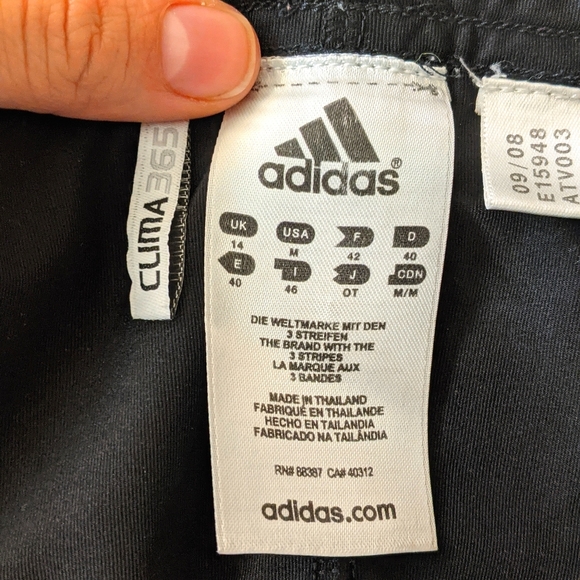 CLIMA 365
adidas®
UK USA F D
14 M 42 40
E I J CDN
40 46 OT M/M
DIE WELTMARKE MIT DEN
3 STREIFEN
THE BRAND WITH THE
3 STRIPES
LA MARQUE AUX
3 BANDES
MADE IN THAILAND
FABRIQUÉ EN THAILANDE
HECHO EN TAILANDIA
FABRICADO NA TAILÂNDIA
RN# 88387 CA# 40312
adidas.com
09/08
E15948
ATV003